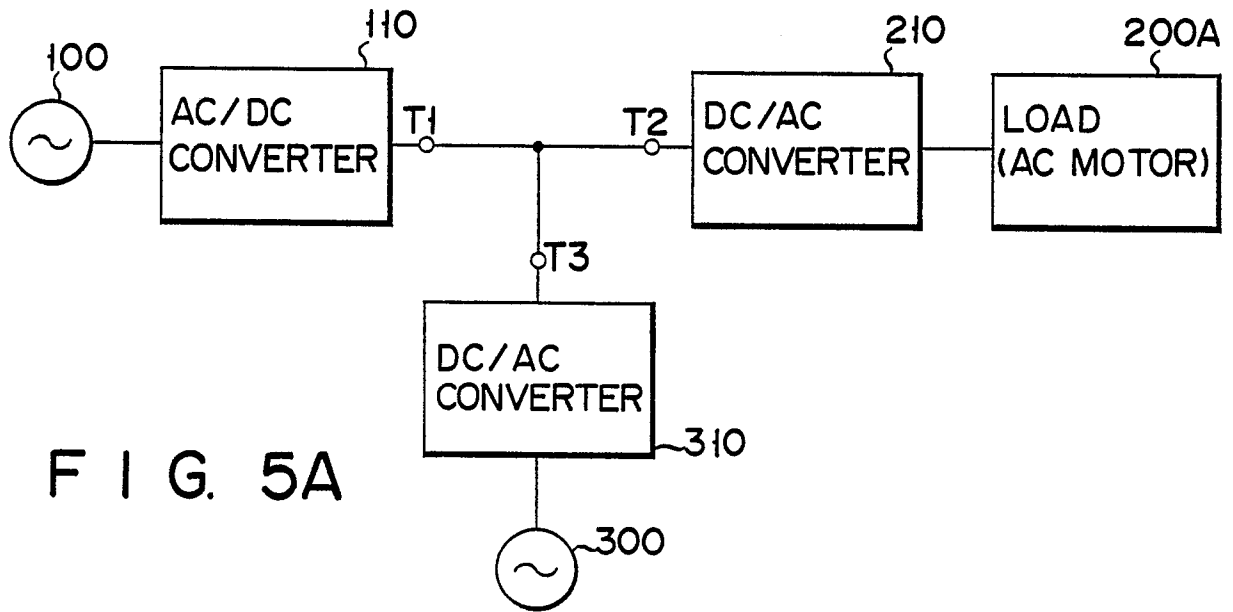 100
110
210
200A
AC/DC
CONVERTER
T1
T2
DC/AC
CONVERTER
LOAD
(AC MOTOR)
T3
DC/AC
CONVERTER
310
FIG. 5A
300